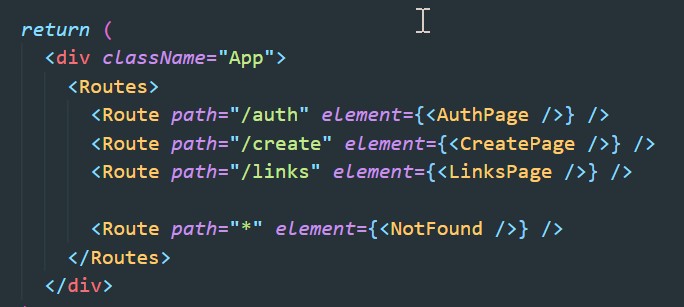 return (
<div className="App">
<Routes>
<Route path="/auth" element={<AuthPage />} />
<Route path="/create" element={<CreatePage />} />
<Route path="/links" element={<LinksPage />} />
<Route path="*" element={<NotFound />} />
</Routes>
</div>